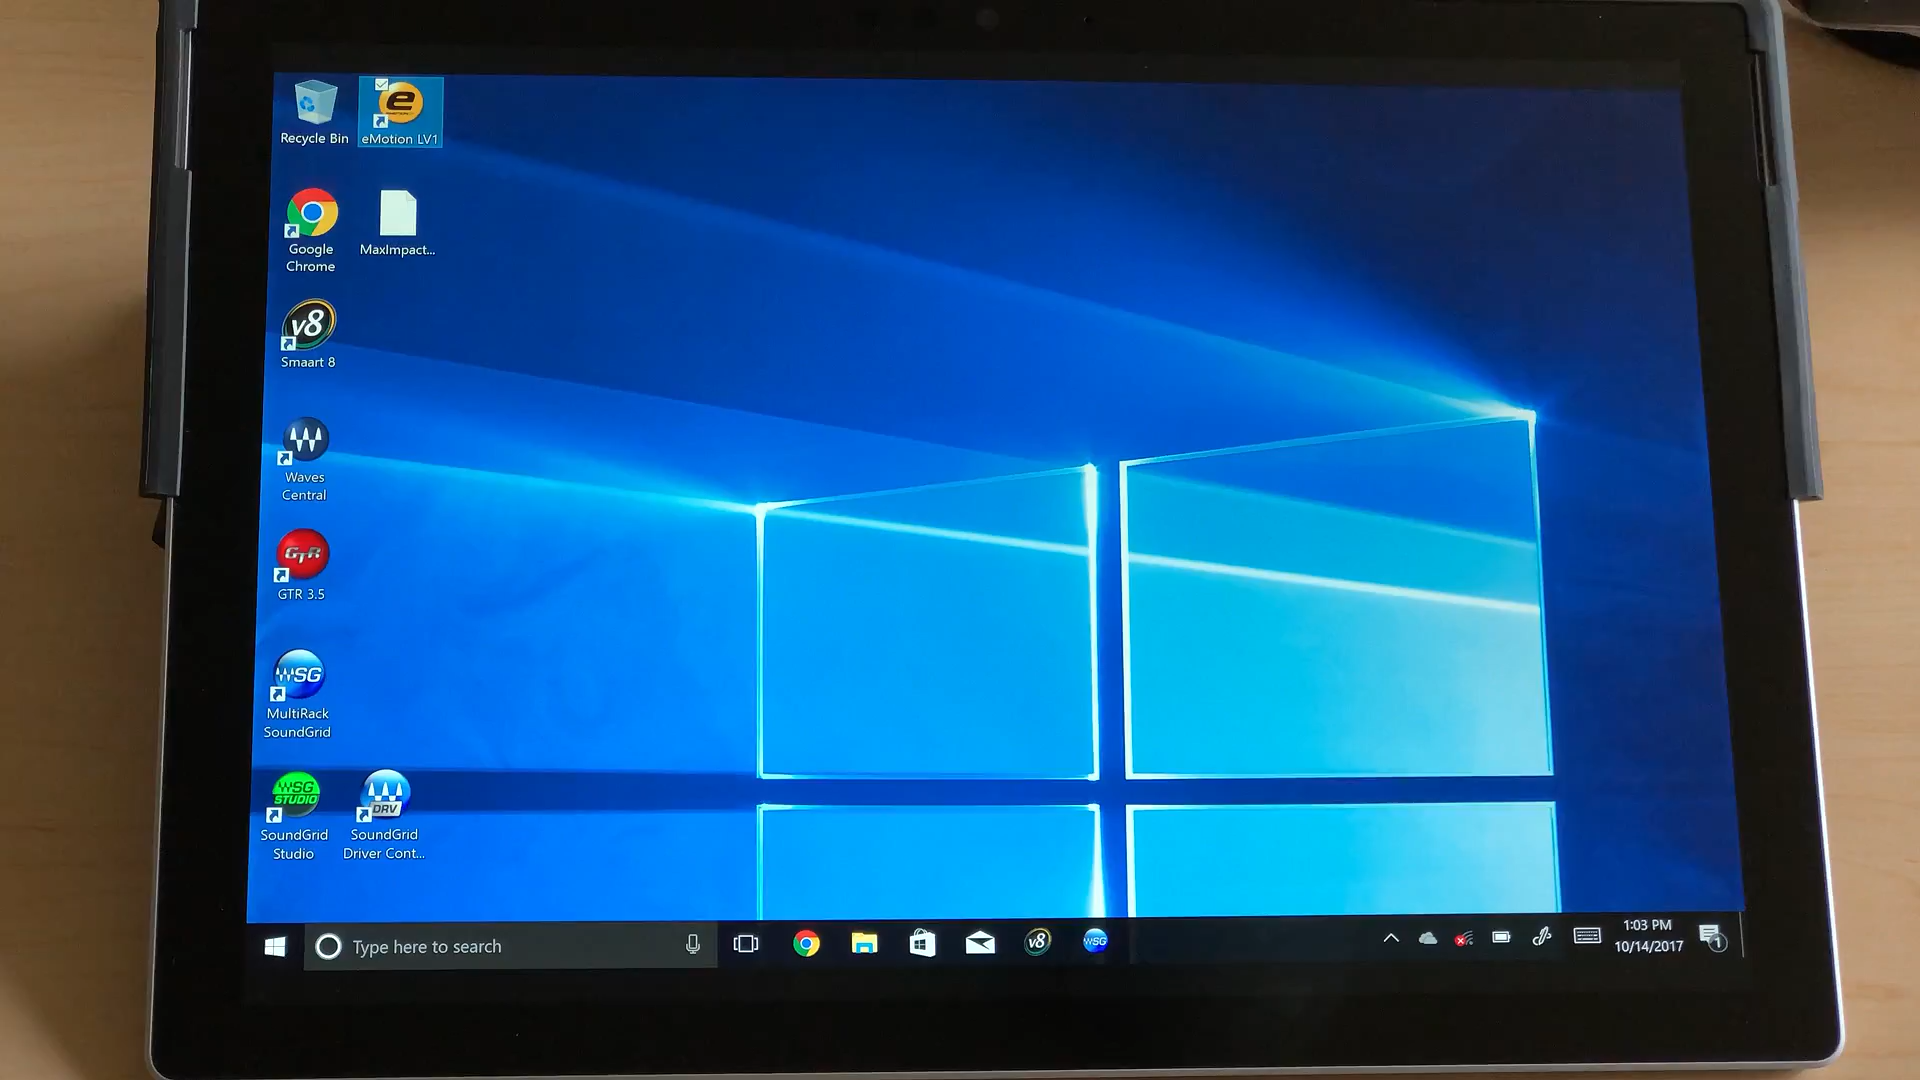 Recycle Bin
eMotion LV1
Google
Chrome
MaxImpact...
v8
Smaart 8
Waves
Central
GTR
GTR 3.5
WSG
MultiRack
SoundGrid
WSG
STUDIO
SoundGrid
Studio
DRV
SoundGrid
Driver Cont...
Type here to search
v8
WSG
1:03 PM
10/14/2017
1